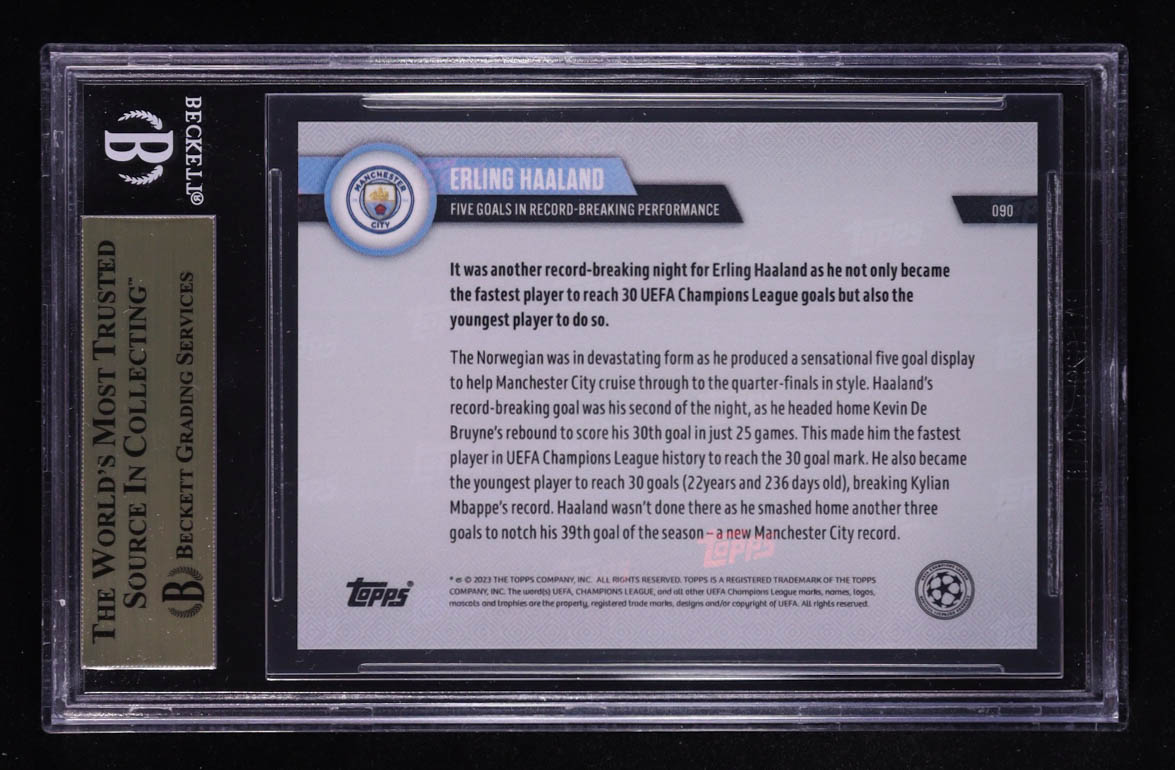 BECKETT®
B
THE WORLD'S MOST TRUSTED
SOURCE IN COLLECTING™
B BECKETT GRADING SERVICES
MANCHESTER
CITY
ERLING HAALAND
FIVE GOALS IN RECORD-BREAKING PERFORMANCE
090
It was another record-breaking night for Erling Haaland as he not only became
the fastest player to reach 30 UEFA Champions League goals but also the
youngest player to do so.
The Norwegian was in devastating form as he produced a sensational five goal display
to help Manchester City cruise through to the quarter-finals in style. Haaland's
record-breaking goal was his second of the night, as he headed home Kevin De
Bruyne's rebound to score his 30th goal in just 25 games. This made him the fastest
player in UEFA Champions League history to reach the 30 goal mark. He also became
the youngest player to reach 30 goals (22years and 236 days old), breaking Kylian
Mbappe's record. Haaland wasn't done there as he smashed home another three
goals to notch his 39th goal of the season – a new Manchester City record.
Topps
Topps®
* ® © 2023 THE TOPPS COMPANY, INC. ALL RIGHTS RESERVED. TOPPS IS A REGISTERED TRADEMARK OF THE TOPPS
COMPANY, INC. The word(s) UEFA, CHAMPIONS LEAGUE, and all other UEFA Champions League marks, names, logos,
mascots and trophies are the property, registered trade marks, designs and/or copyright of UEFA. All rights reserved.